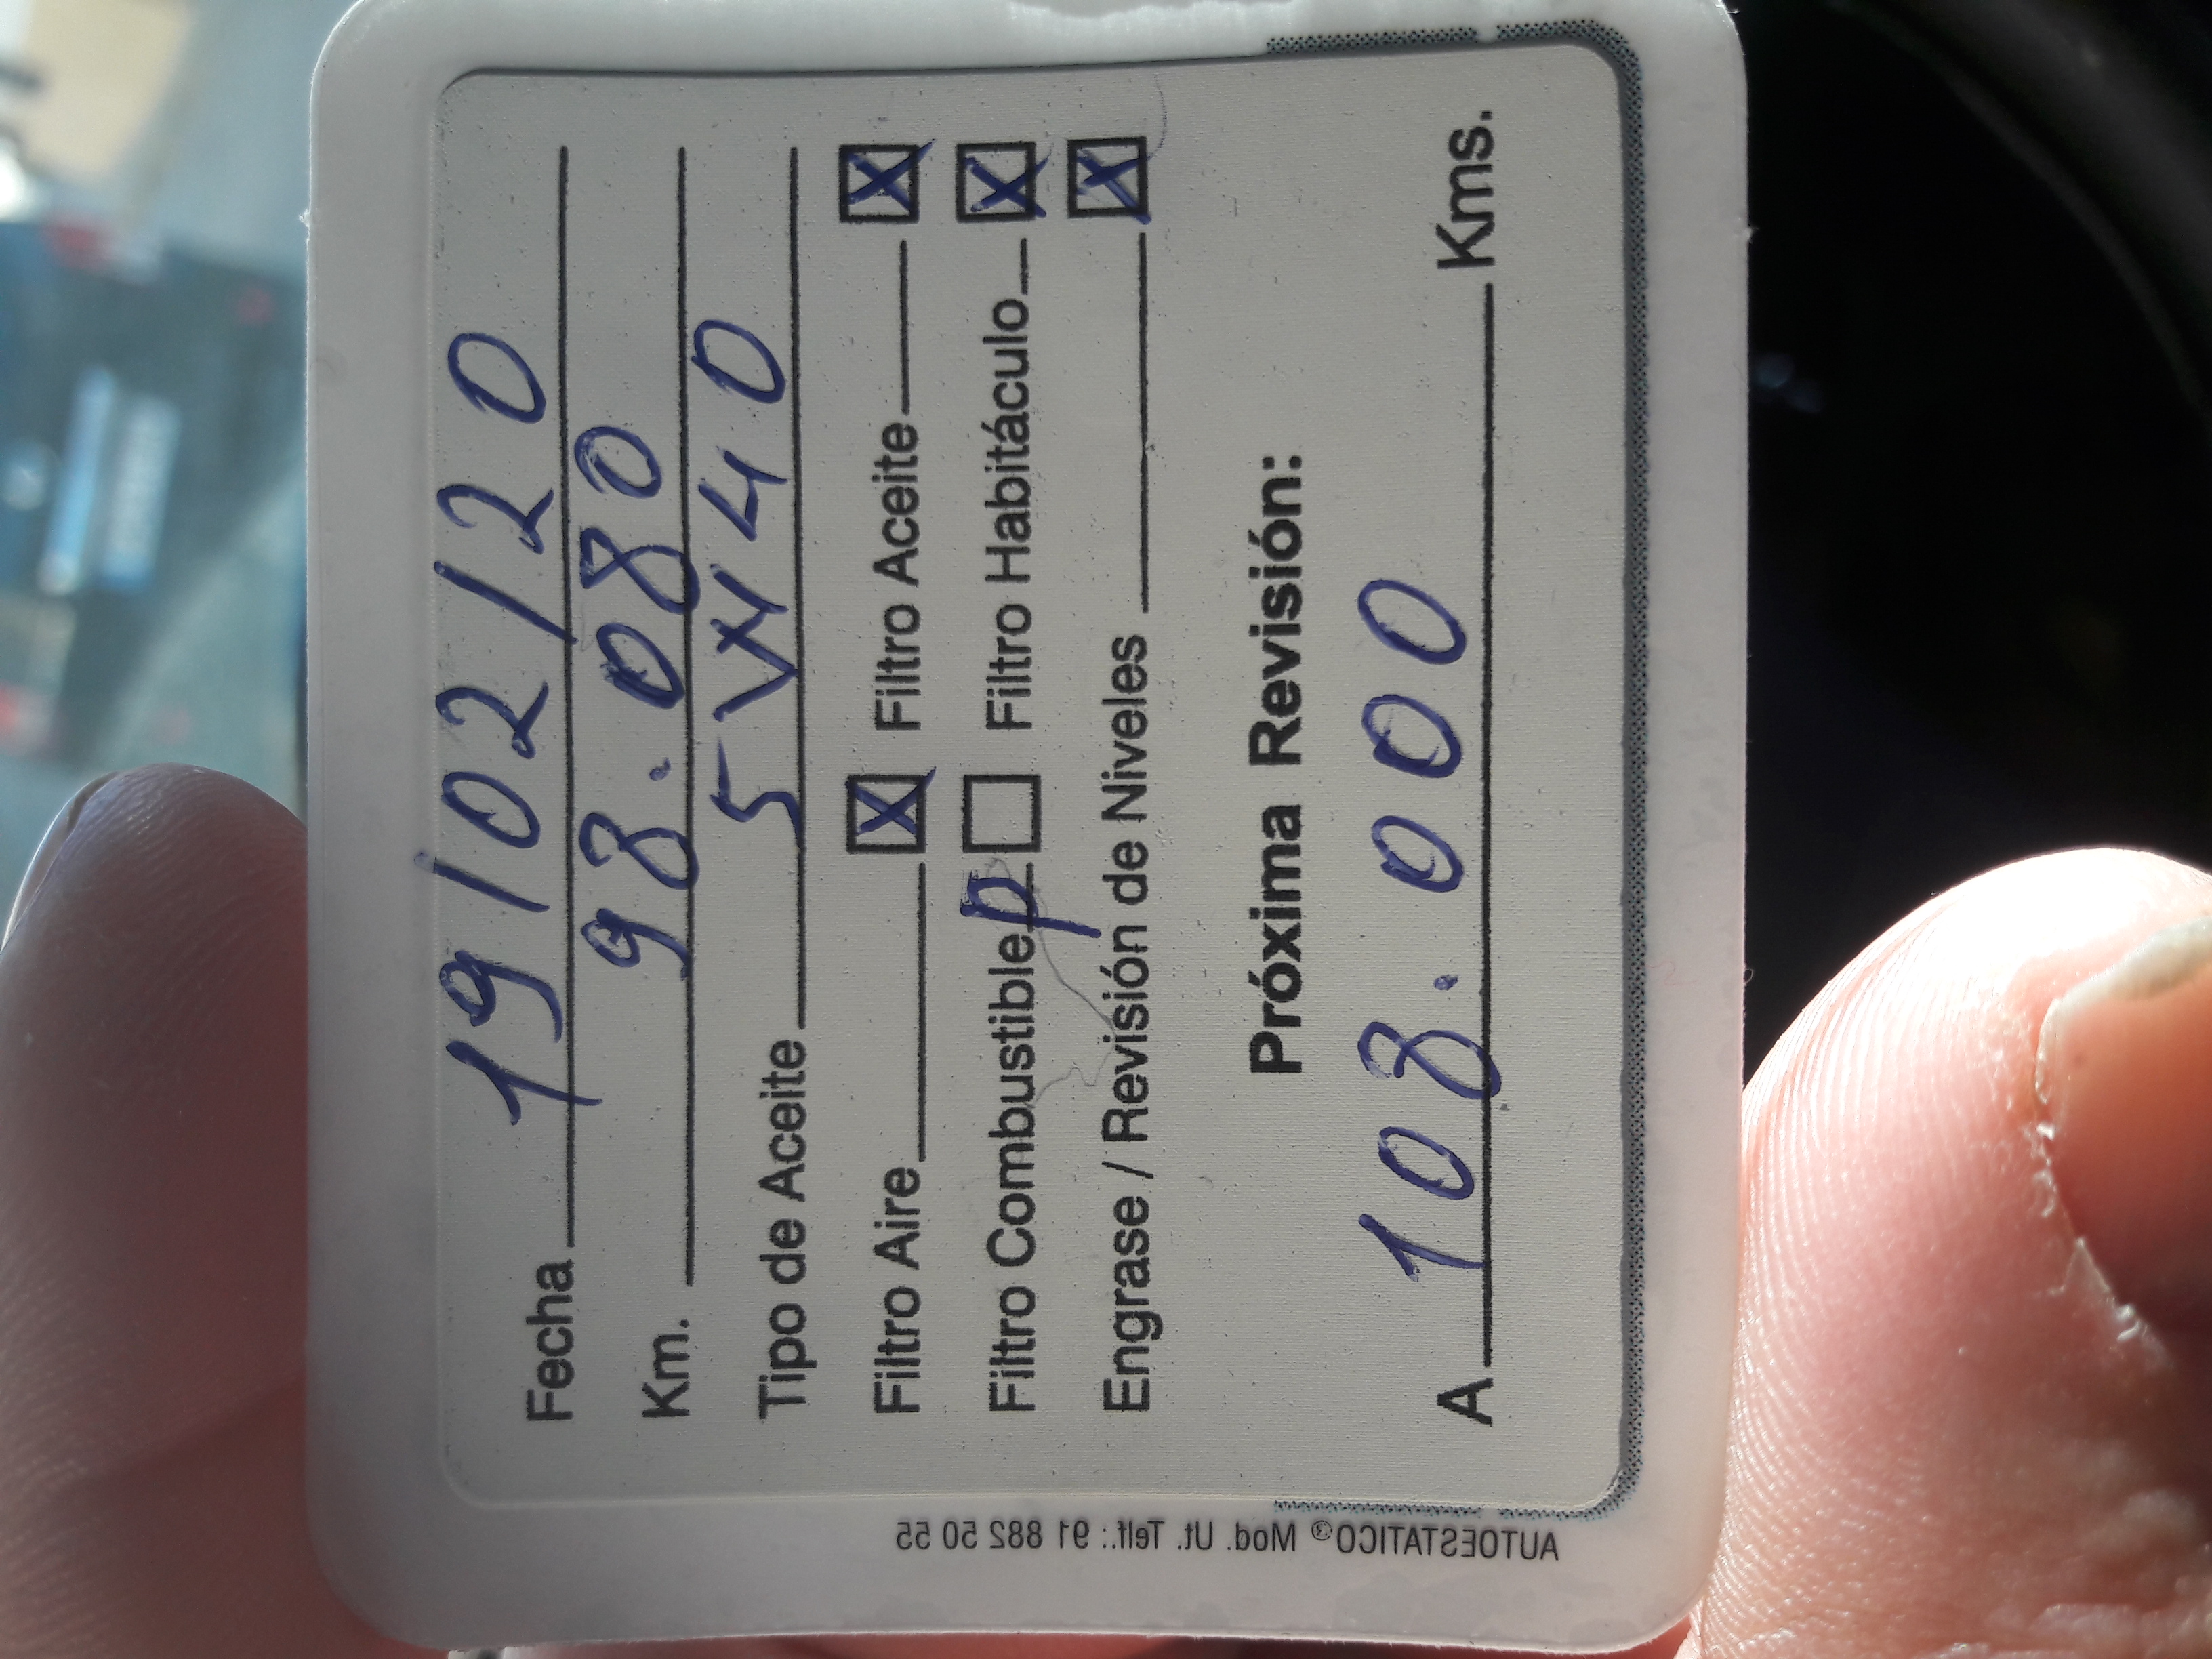 Fecha 19/02/20
Km. 98.080
Tipo de Aceite 5W40
Filtro Aire X Filtro Aceite X
Filtro Combustible P Filtro Habitáculo X
Engrase / Revisión de Niveles X
Próxima Revisión:
A 108.000 Kms.
AUTOESTATICO® Mod. Ut. Telf.: 91 882 50 55